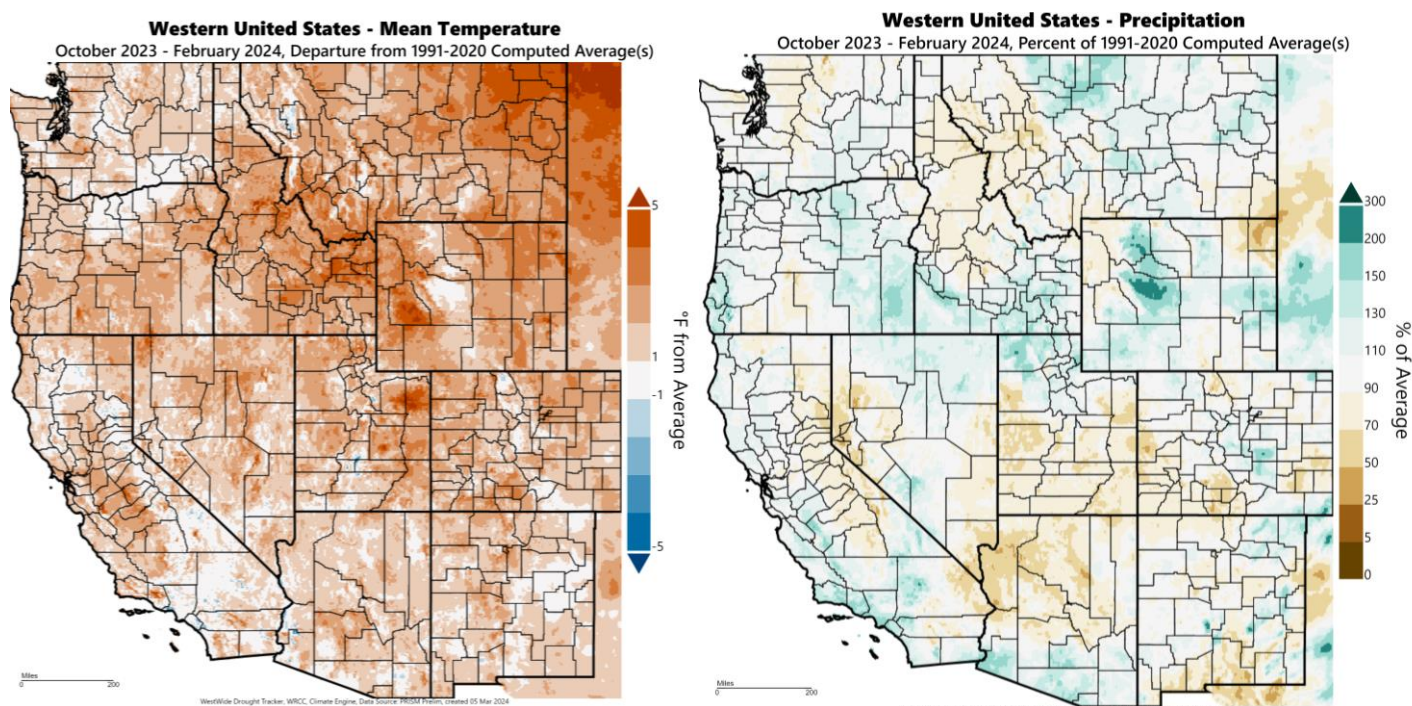 Western United States - Mean Temperature
October 2023 - February 2024, Departure from 1991-2020 Computed Average(s)
5
1
-1
-5
°F from Average
Miles
0 200
WestWide Drought Tracker, WRCC, Climate Engine, Data Source: PRISM Prelim, created 05 Mar 2024
Western United States - Precipitation
October 2023 - February 2024, Percent of 1991-2020 Computed Average(s)
300
200
150
130
110
90
70
50
25
5
0
% of Average
Miles
0 200